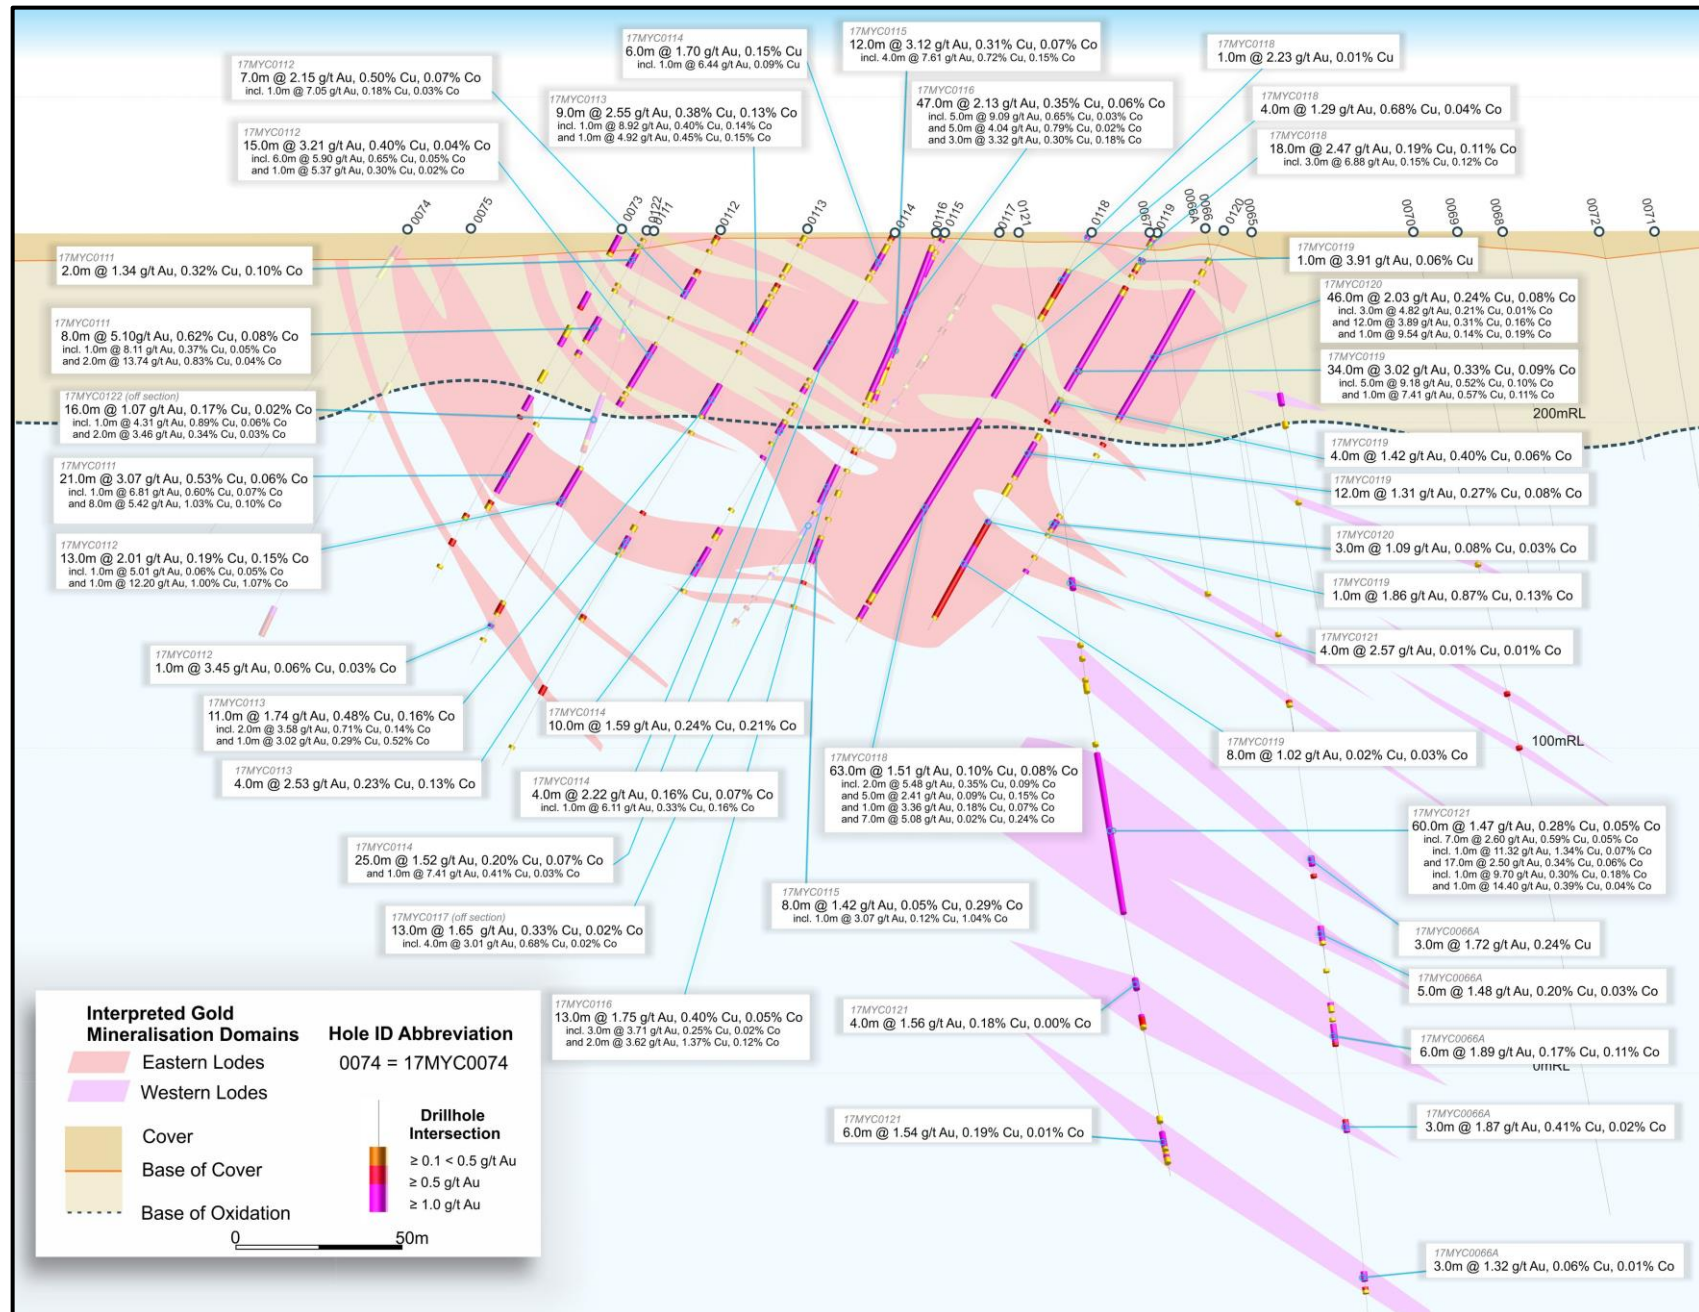 17MYC0112
7.0m @ 2.15 g/t Au, 0.50% Cu, 0.07% Co
incl. 1.0m @ 7.05 g/t Au, 0.18% Cu, 0.03% Co
17MYC0112
15.0m @ 3.21 g/t Au, 0.40% Cu, 0.04% Co
incl. 6.0m @ 5.90 g/t Au, 0.65% Cu, 0.05% Co
and 1.0m @ 5.37 g/t Au, 0.30% Cu, 0.02% Co
17MYC0114
6.0m @ 1.70 g/t Au, 0.15% Cu
incl. 1.0m @ 6.44 g/t Au, 0.09% Cu
17MYC0113
9.0m @ 2.55 g/t Au, 0.38% Cu, 0.13% Co
incl. 1.0m @ 8.92 g/t Au, 0.40% Cu, 0.14% Co
and 1.0m @ 4.92 g/t Au, 0.45% Cu, 0.15% Co
17MYC0115
12.0m @ 3.12 g/t Au, 0.31% Cu, 0.07% Co
incl. 4.0m @ 7.61 g/t Au, 0.72% Cu, 0.15% Co
17MYC0116
47.0m @ 2.13 g/t Au, 0.35% Cu, 0.06% Co
incl. 5.0m @ 9.09 g/t Au, 0.65% Cu, 0.03% Co
and 5.0m @ 4.04 g/t Au, 0.79% Cu, 0.02% Co
and 3.0m @ 3.32 g/t Au, 0.30% Cu, 0.18% Co
17MYC0118
1.0m @ 2.23 g/t Au, 0.01% Cu
17MYC0118
4.0m @ 1.29 g/t Au, 0.68% Cu, 0.04% Co
17MYC0118
18.0m @ 2.47 g/t Au, 0.19% Cu, 0.11% Co
incl. 3.0m @ 6.88 g/t Au, 0.15% Cu, 0.12% Co
0074
0075
0073
0122
0111
0112
0113
0114
0116
0115
0117
0121
0118
0067
0119
0066A
0066
0120
0065
0070
0069
0068
0072
0071
17MYC0111
2.0m @ 1.34 g/t Au, 0.32% Cu, 0.10% Co
17MYC0111
8.0m @ 5.10g/t Au, 0.62% Cu, 0.08% Co
incl. 1.0m @ 8.11 g/t Au, 0.37% Cu, 0.05% Co
and 2.0m @ 13.74 g/t Au, 0.83% Cu, 0.04% Co
17MYC0122 (off section)
16.0m @ 1.07 g/t Au, 0.17% Cu, 0.02% Co
incl. 1.0m @ 4.31 g/t Au, 0.89% Cu, 0.06% Co
and 2.0m @ 3.46 g/t Au, 0.34% Cu, 0.03% Co
17MYC0111
21.0m @ 3.07 g/t Au, 0.53% Cu, 0.06% Co
incl. 1.0m @ 6.81 g/t Au, 0.60% Cu, 0.07% Co
and 8.0m @ 5.42 g/t Au, 1.03% Cu, 0.10% Co
17MYC0112
13.0m @ 2.01 g/t Au, 0.19% Cu, 0.15% Co
incl. 1.0m @ 5.01 g/t Au, 0.06% Cu, 0.05% Co
and 1.0m @ 12.20 g/t Au, 1.00% Cu, 1.07% Co
17MYC0112
1.0m @ 3.45 g/t Au, 0.06% Cu, 0.03% Co
17MYC0113
11.0m @ 1.74 g/t Au, 0.48% Cu, 0.16% Co
incl. 2.0m @ 3.58 g/t Au, 0.71% Cu, 0.14% Co
and 1.0m @ 3.02 g/t Au, 0.29% Cu, 0.52% Co
17MYC0113
4.0m @ 2.53 g/t Au, 0.23% Cu, 0.13% Co
17MYC0114
10.0m @ 1.59 g/t Au, 0.24% Cu, 0.21% Co
17MYC0114
4.0m @ 2.22 g/t Au, 0.16% Cu, 0.07% Co
incl. 1.0m @ 6.11 g/t Au, 0.33% Cu, 0.16% Co
17MYC0114
25.0m @ 1.52 g/t Au, 0.20% Cu, 0.07% Co
and 1.0m @ 7.41 g/t Au, 0.41% Cu, 0.03% Co
17MYC0117 (off section)
13.0m @ 1.65 g/t Au, 0.33% Cu, 0.02% Co
incl. 4.0m @ 3.01 g/t Au, 0.68% Cu, 0.02% Co
17MYC0116
13.0m @ 1.75 g/t Au, 0.40% Cu, 0.05% Co
incl. 3.0m @ 3.71 g/t Au, 0.25% Cu, 0.02% Co
and 2.0m @ 3.62 g/t Au, 1.37% Cu, 0.12% Co
17MYC0118
63.0m @ 1.51 g/t Au, 0.10% Cu, 0.08% Co
incl. 2.0m @ 5.48 g/t Au, 0.35% Cu, 0.09% Co
and 5.0m @ 2.41 g/t Au, 0.09% Cu, 0.15% Co
and 1.0m @ 3.36 g/t Au, 0.18% Cu, 0.07% Co
and 7.0m @ 5.08 g/t Au, 0.02% Cu, 0.24% Co
17MYC0115
8.0m @ 1.42 g/t Au, 0.05% Cu, 0.29% Co
incl. 1.0m @ 3.07 g/t Au, 0.12% Cu, 1.04% Co
17MYC0121
4.0m @ 1.56 g/t Au, 0.18% Cu, 0.00% Co
17MYC0121
6.0m @ 1.54 g/t Au, 0.19% Cu, 0.01% Co
17MYC0119
1.0m @ 3.91 g/t Au, 0.06% Cu
17MYC0120
46.0m @ 2.03 g/t Au, 0.24% Cu, 0.08% Co
incl. 3.0m @ 4.82 g/t Au, 0.21% Cu, 0.01% Co
and 12.0m @ 3.89 g/t Au, 0.31% Cu, 0.16% Co
and 1.0m @ 9.54 g/t Au, 0.14% Cu, 0.19% Co
17MYC0119
34.0m @ 3.02 g/t Au, 0.33% Cu, 0.09% Co
incl. 5.0m @ 9.18 g/t Au, 0.52% Cu, 0.10% Co
and 1.0m @ 7.41 g/t Au, 0.57% Cu, 0.11% Co
200mRL
17MYC0119
4.0m @ 1.42 g/t Au, 0.40% Cu, 0.06% Co
17MYC0119
12.0m @ 1.31 g/t Au, 0.27% Cu, 0.08% Co
17MYC0120
3.0m @ 1.09 g/t Au, 0.08% Cu, 0.03% Co
17MYC0119
1.0m @ 1.86 g/t Au, 0.87% Cu, 0.13% Co
17MYC0121
4.0m @ 2.57 g/t Au, 0.01% Cu, 0.01% Co
100mRL
17MYC0119
8.0m @ 1.02 g/t Au, 0.02% Cu, 0.03% Co
17MYC0121
60.0m @ 1.47 g/t Au, 0.28% Cu, 0.05% Co
incl. 7.0m @ 2.60 g/t Au, 0.59% Cu, 0.05% Co
incl. 1.0m @ 11.32 g/t Au, 1.34% Cu, 0.07% Co
and 17.0m @ 2.50 g/t Au, 0.34% Cu, 0.06% Co
incl. 1.0m @ 9.70 g/t Au, 0.30% Cu, 0.18% Co
and 1.0m @ 14.40 g/t Au, 0.39% Cu, 0.04% Co
17MYC0066A
3.0m @ 1.72 g/t Au, 0.24% Cu
17MYC0066A
5.0m @ 1.48 g/t Au, 0.20% Cu, 0.03% Co
17MYC0066A
6.0m @ 1.89 g/t Au, 0.17% Cu, 0.11% Co
0mRL
17MYC0066A
3.0m @ 1.87 g/t Au, 0.41% Cu, 0.02% Co
17MYC0066A
3.0m @ 1.32 g/t Au, 0.06% Cu, 0.01% Co
Interpreted Gold
Mineralisation Domains
Eastern Lodes
Western Lodes
Cover
Base of Cover
Base of Oxidation
Hole ID Abbreviation
0074 = 17MYC0074
Drillhole
Intersection
≥ 0.1 < 0.5 g/t Au
≥ 0.5 g/t Au
≥ 1.0 g/t Au
0 50m